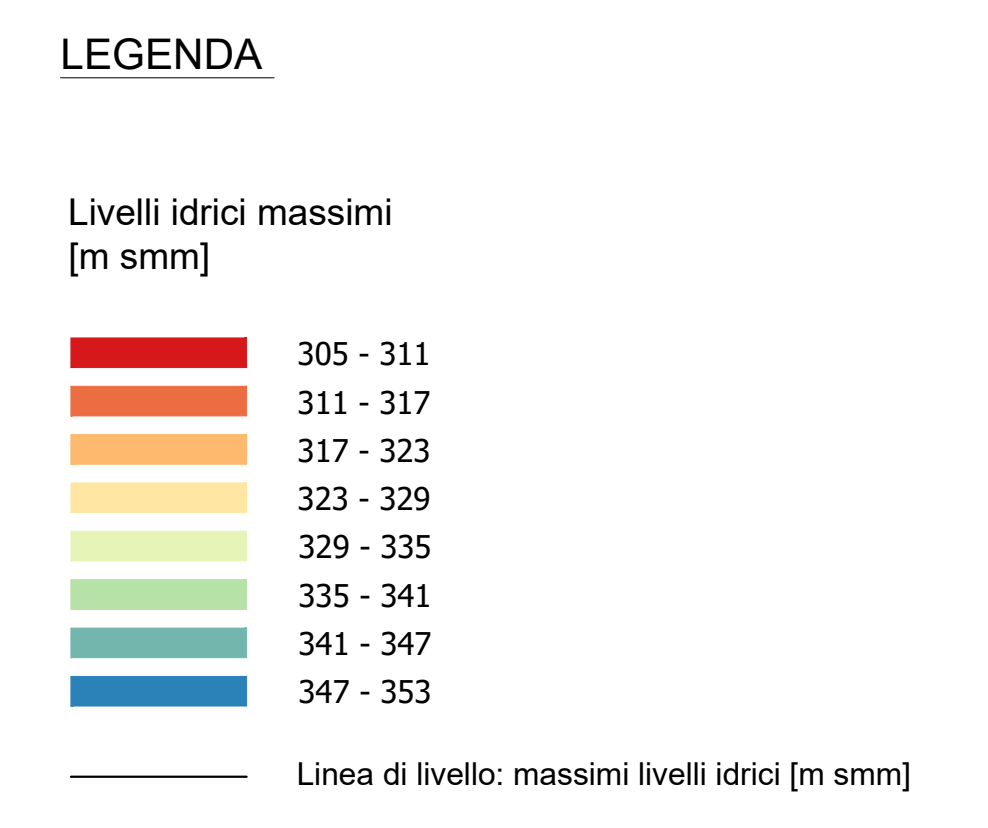 LEGENDA
Livelli idrici massimi
[m smm]
305 - 311
311 - 317
317 - 323
323 - 329
329 - 335
335 - 341
341 - 347
347 - 353
Linea di livello: massimi livelli idrici [m smm]